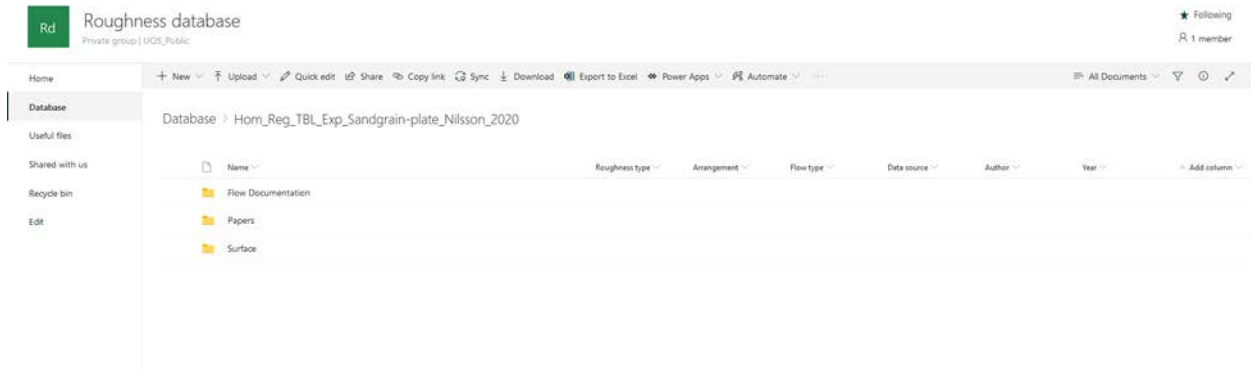 Rd
Roughness database
Private group | UOS_Public
Following
1 member
Home
Database
Useful files
Shared with us
Recycle bin
Edit
New Upload Quick edit Share Copy link Sync Download Export to Excel Power Apps Automate ... All Documents
Database > Hom_Reg_TBL_Exp_Sandgrain-plate_Nilsson_2020
Name Roughness type Arrangement Flow type Data source Author Year Add column
Flow Documentation
Papers
Surface